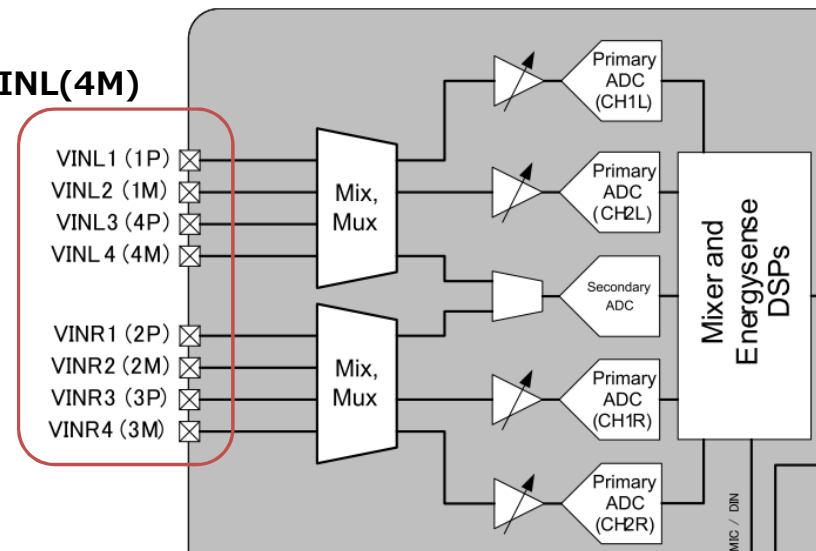 INL(4M)
VINL1 (1P)
VINL2 (1M)
VINL3 (4P)
VINL4 (4M)
VINR1 (2P)
VINR2 (2M)
VINR3 (3P)
VINR4 (3M)
Mix,
Mux
Mix,
Mux
Primary
ADC
(CH1L)
Primary
ADC
(CH2L)
Secondary
ADC
Primary
ADC
(CH1R)
Primary
ADC
(CH2R)
Mixer and
Energysense
DSPs
MIC / DIN